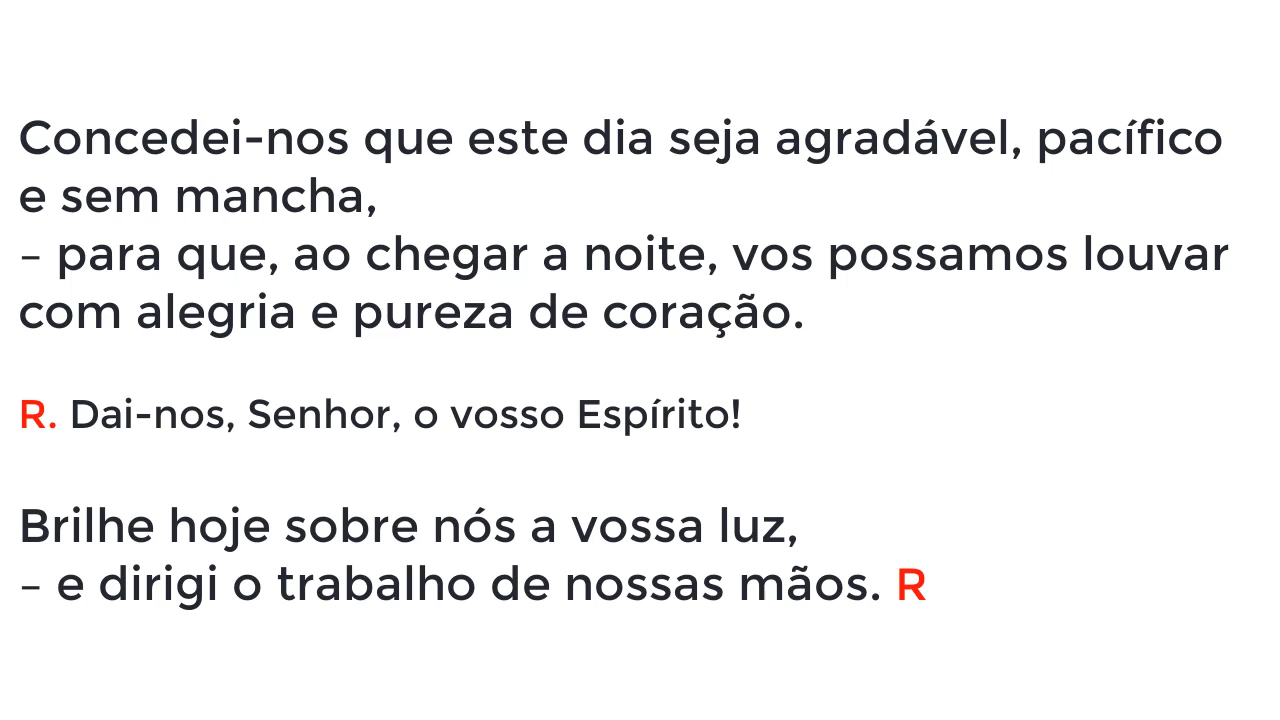 Concedei-nos que este dia seja agradável, pacífico
e sem mancha,
– para que, ao chegar a noite, vos possamos louvar
com alegria e pureza de coração.
R. Dai-nos, Senhor, o vosso Espírito!
Brilhe hoje sobre nós a vossa luz,
– e dirigi o trabalho de nossas mãos. R